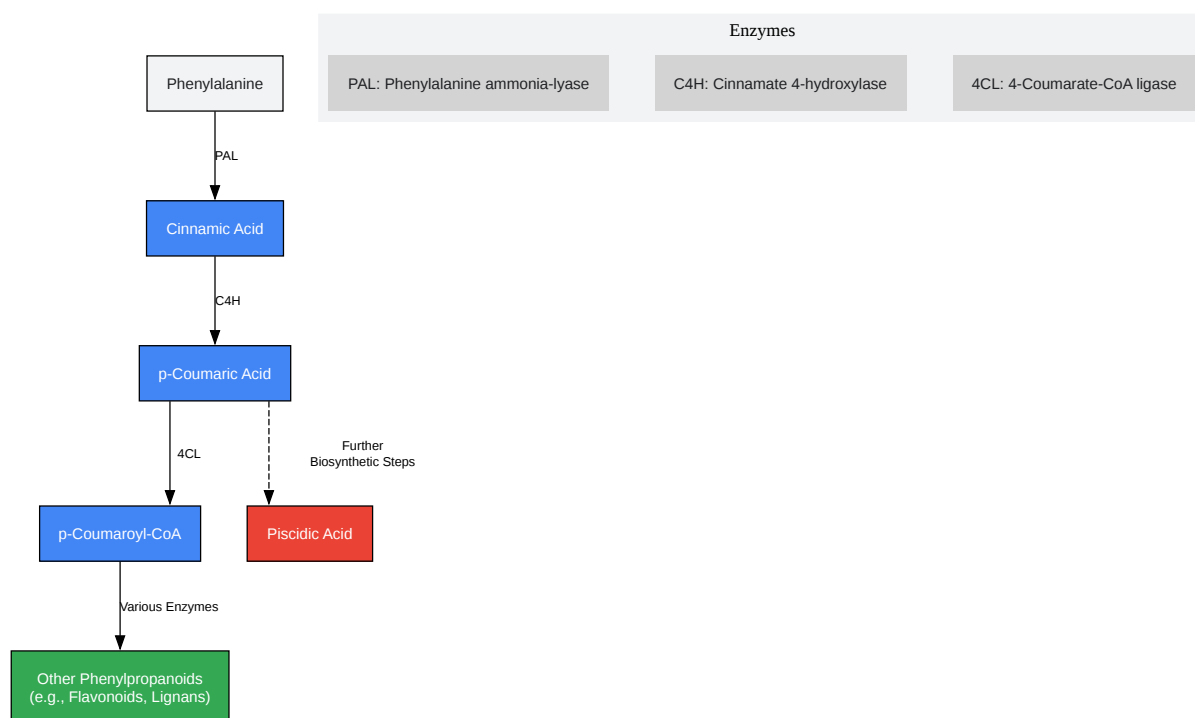 Enzymes
Phenylalanine
PAL: Phenylalanine ammonia-lyase
C4H: Cinnamate 4-hydroxylase
4CL: 4-Coumarate-CoA ligase
PAL
Cinnamic Acid
C4H
p-Coumaric Acid
4CL
Further
Biosynthetic Steps
p-Coumaroyl-CoA
Piscidic Acid
Various Enzymes
Other Phenylpropanoids
(e.g., Flavonoids, Lignans)